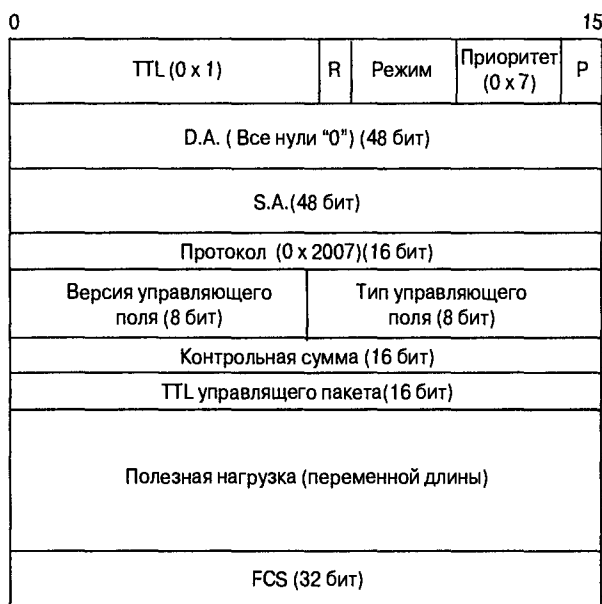 0 15
TTL (0 x 1) R Режим Приоритет (0 x 7) P
D.A. ( Все нули “0”) (48 бит)
S.A.(48 бит)
Протокол (0 x 2007)(16 бит)
Версия управляющего поля (8 бит) Тип управляющего поля (8 бит)
Контрольная сумма (16 бит)
TTL управлящего пакета(16 бит)
Полезная нагрузка (переменной длины)
FCS (32 бит)